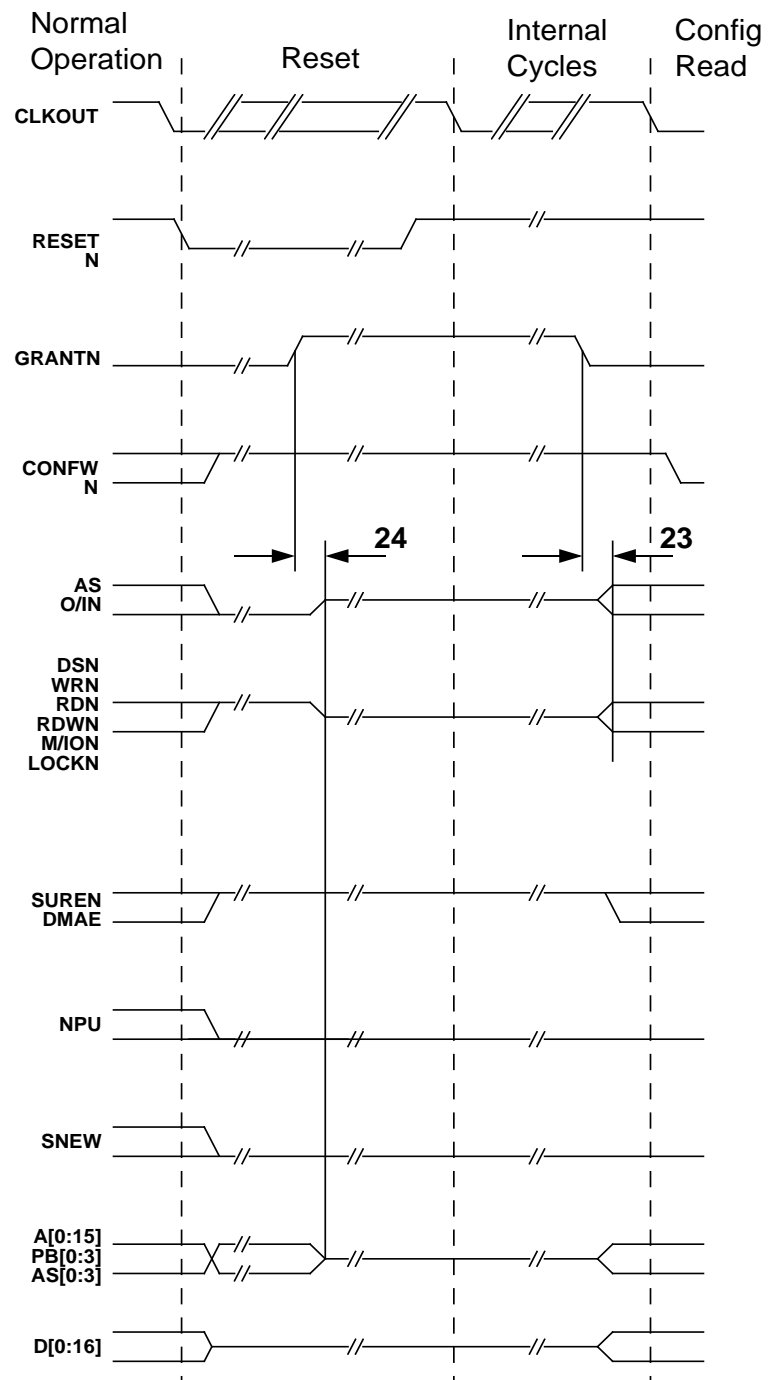 Normal
Operation
Reset
Internal
Cycles
Config
Read
CLKOUT
RESET
N
GRANTN
CONFW
N
24
23
AS
O/IN
DSN
WRN
RDN
RDWN
M/ION
LOCKN
SUREN
DMAE
NPU
SNEW
A[0:15]
PB[0:3]
AS[0:3]
D[0:16]